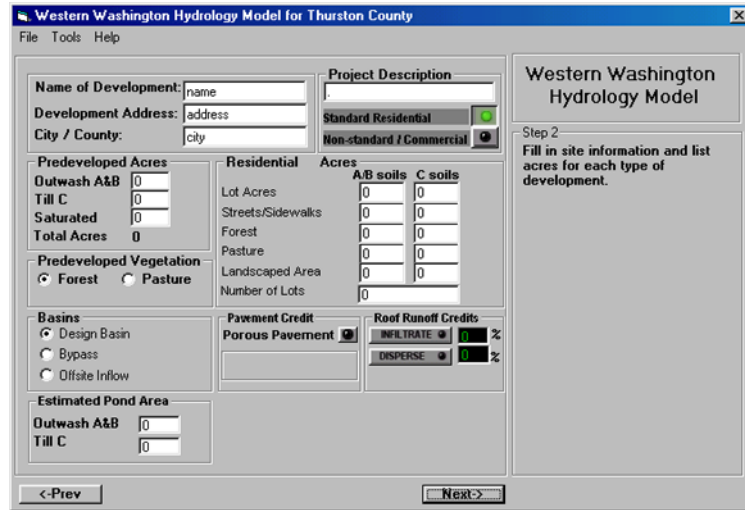 Western Washington Hydrology Model for Thurston County
File Tools Help
Name of Development: name
Development Address: address
City / County: city
Project Description
.
Standard Residential
Non-standard / Commercial
Western Washington
Hydrology Model
Step 2
Fill in site information and list
acres for each type of
development.
Predeveloped Acres
Outwash A&B 0
Till C 0
Saturated 0
Total Acres 0
Predeveloped Vegetation
Forest Pasture
Residential Acres
A/B soils C soils
Lot Acres 0 0
Streets/Sidewalks 0 0
Forest 0 0
Pasture 0 0
Landscaped Area 0 0
Number of Lots 0
Basins
Design Basin
Bypass
Offsite Inflow
Pavement Credit
Porous Pavement
Roof Runoff Credits
INFILTRATE 0 %
DISPERSE 0 %
Estimated Pond Area
Outwash A&B 0
Till C 0
<-Prev
Next->